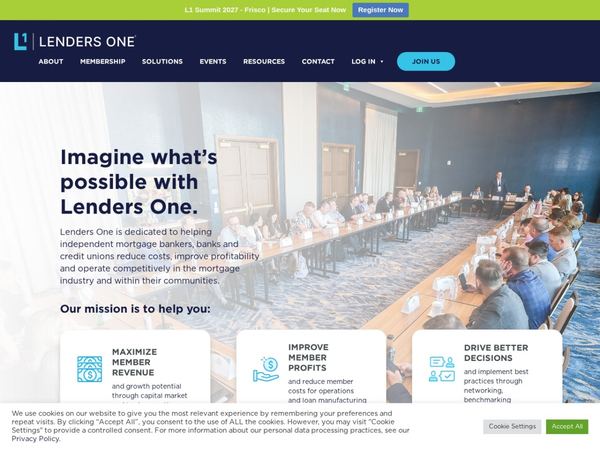 L1 Summit 2027 - Frisco | Secure Your Seat Now Register Now
L1 LENDERS ONE
ABOUT MEMBERSHIP SOLUTIONS EVENTS RESOURCES CONTACT LOG IN JOIN US
Imagine what's
possible with
Lenders One.
Lenders One is dedicated to helping
independent mortgage bankers, banks and
credit unions reduce costs, improve profitability
and operate competitively in the mortgage
industry and within their communities.
Our mission is to help you:
MAXIMIZE
MEMBER
REVENUE
and growth potential
through capital market
IMPROVE
MEMBER
PROFITS
and reduce member
costs for operations
and loan manufacturing
DRIVE BETTER
DECISIONS
and implement best
practices through
networking,
benchmarking
We use cookies on our website to give you the most relevant experience by remembering your preferences and
repeat visits. By clicking "Accept All", you consent to the use of ALL the cookies. However, you may visit "Cookie
Settings" to provide a controlled consent. For more information about our personal data processing practices, see our
Privacy Policy.
Cookie Settings Accept All